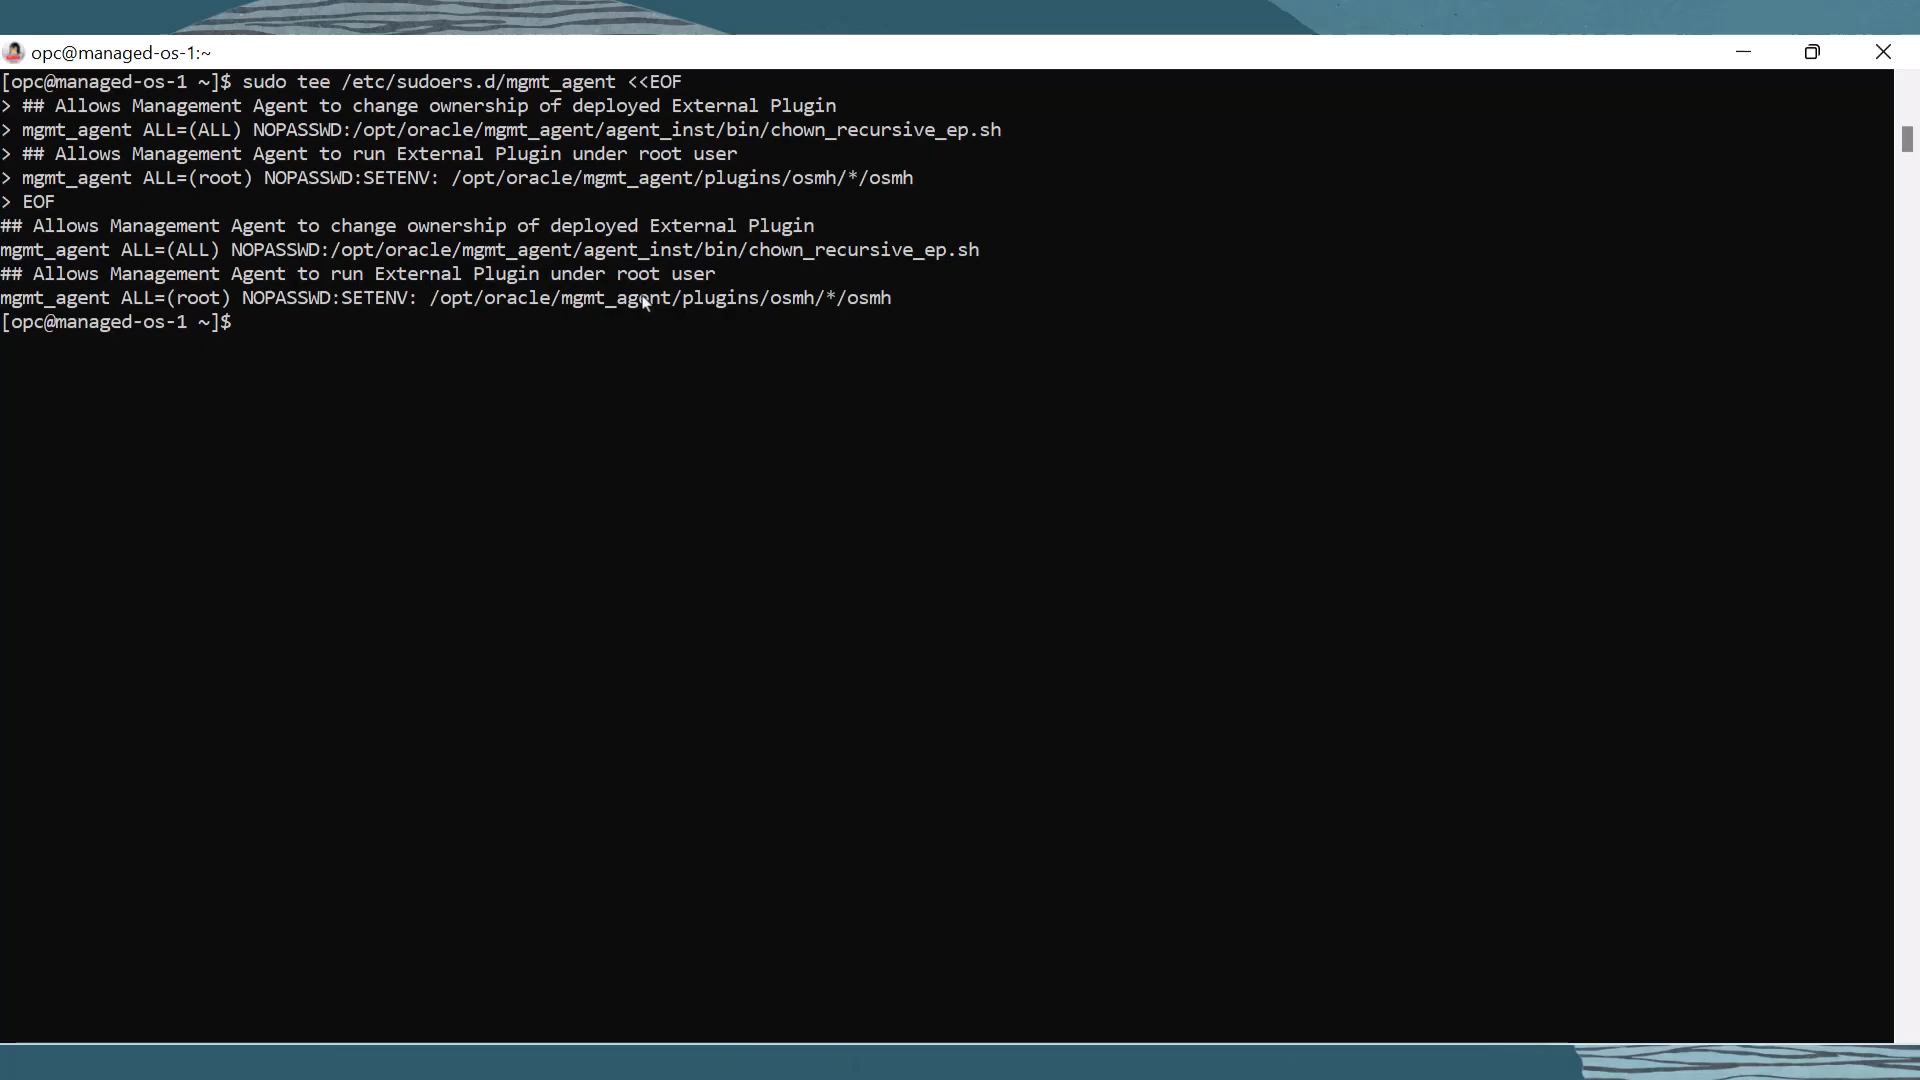 opc@managed-os-1:~
[opc@managed-os-1 ~]$ sudo tee /etc/sudoers.d/mgmt_agent <<EOF
> ## Allows Management Agent to change ownership of deployed External Plugin
> mgmt_agent ALL=(ALL) NOPASSWD:/opt/oracle/mgmt_agent/agent_inst/bin/chown_recursive_ep.sh
> ## Allows Management Agent to run External Plugin under root user
> mgmt_agent ALL=(root) NOPASSWD:SETENV: /opt/oracle/mgmt_agent/plugins/osmh/*/osmh
> EOF
## Allows Management Agent to change ownership of deployed External Plugin
mgmt_agent ALL=(ALL) NOPASSWD:/opt/oracle/mgmt_agent/agent_inst/bin/chown_recursive_ep.sh
## Allows Management Agent to run External Plugin under root user
mgmt_agent ALL=(root) NOPASSWD:SETENV: /opt/oracle/mgmt_agent/plugins/osmh/*/osmh
[opc@managed-os-1 ~]$